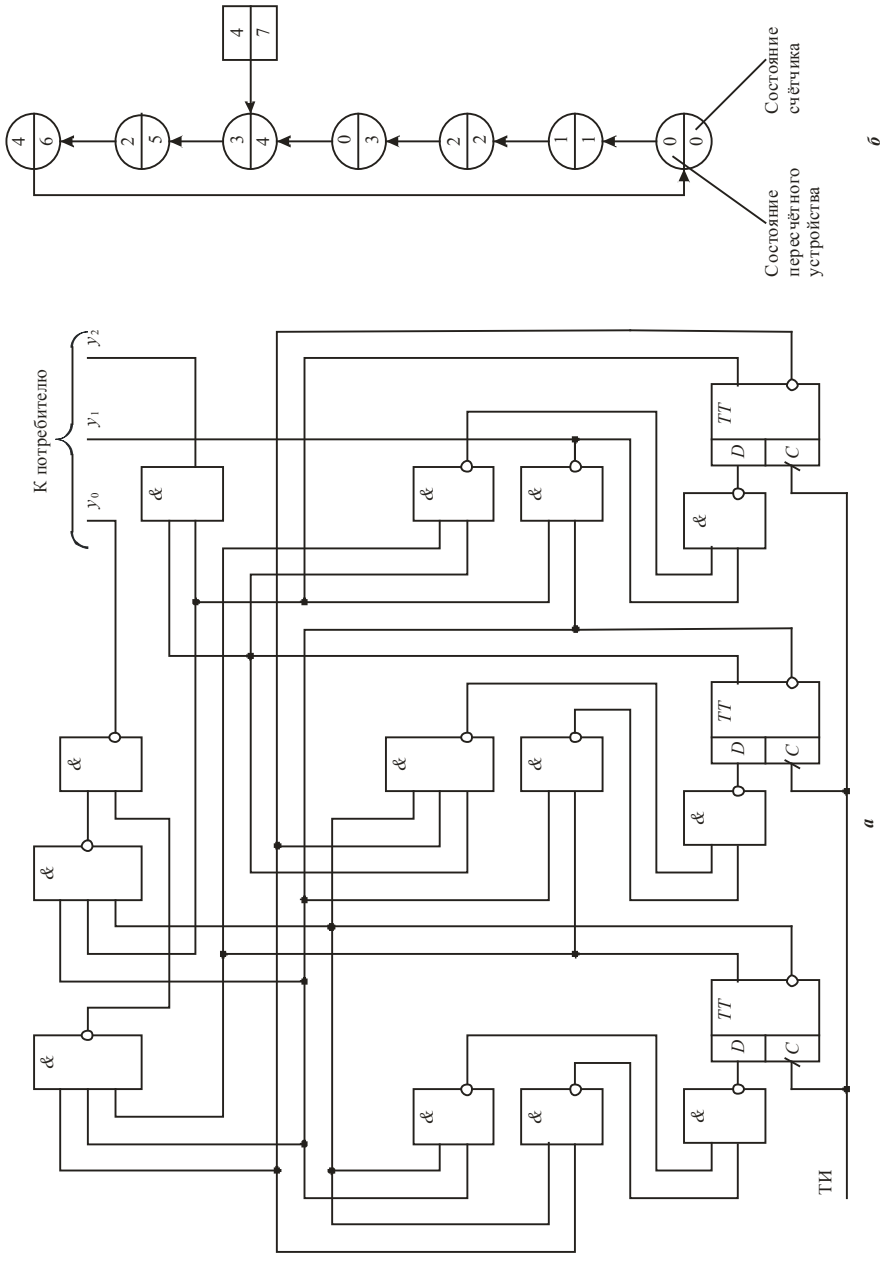 К потребителю
y₀
y₁
y₂
&
&
&
&
&
&
&
&
&
&
&
&
&
TT
TT
TT
D
D
D
C
C
C
ТИ
а
4
6
2
5
3
4
0
3
2
2
1
1
0
0
4
7
Состояние
пересчётного
устройства
Состояние
счётчика
б